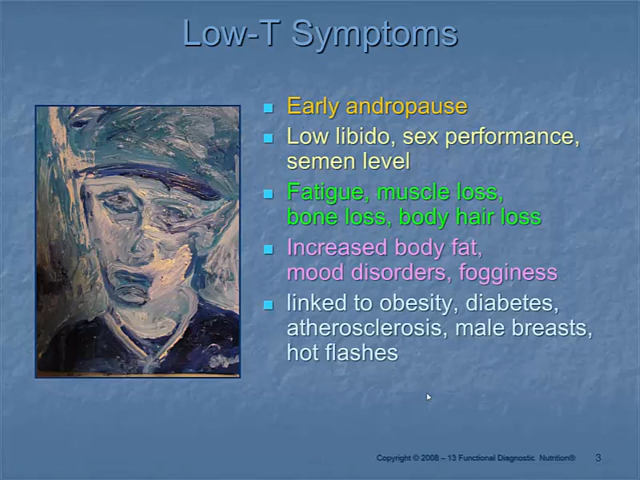 Low-T Symptoms
Early andropause
Low libido, sex performance,
semen level
Fatigue, muscle loss,
bone loss, body hair loss
Increased body fat,
mood disorders, fogginess
linked to obesity, diabetes,
atherosclerosis, male breasts,
hot flashes
Copyright © 2008 – 13 Functional Diagnostic Nutrition® 3